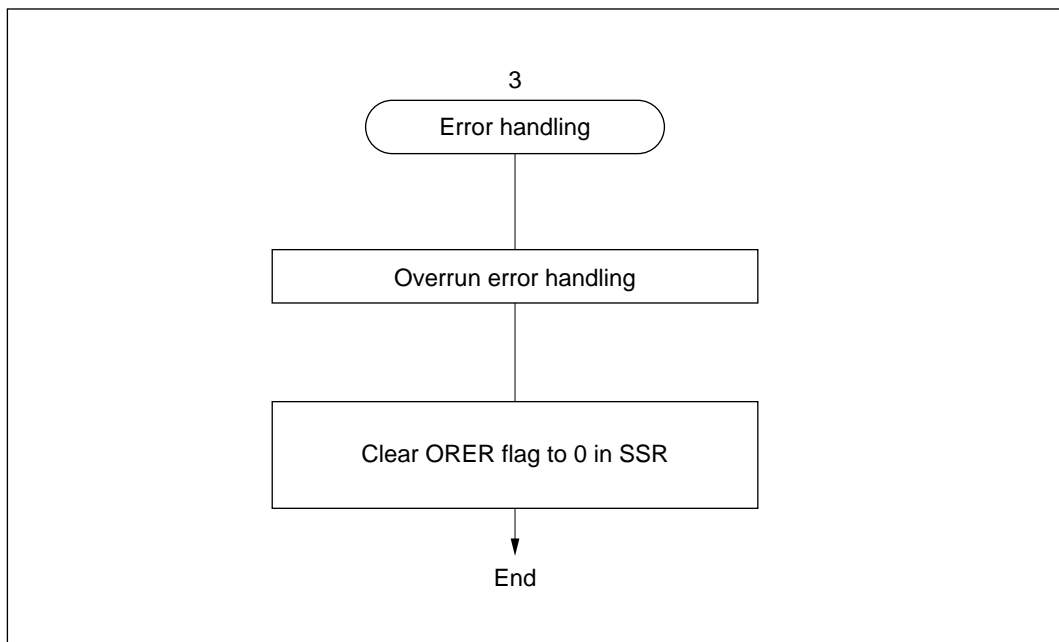 3
Error handling
Overrun error handling
Clear ORER flag to 0 in SSR
End